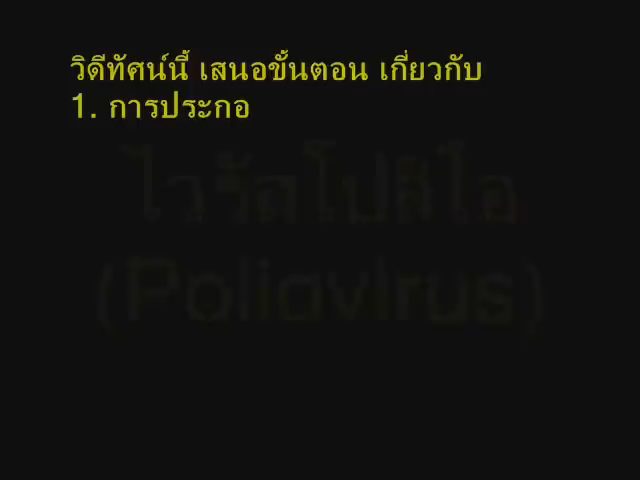 วิดีทัศน์นี้ เสนอขั้นตอน เกี่ยวกับ
1. การประกอ
ไวรัสโปลิโอ
(Poliovirus)